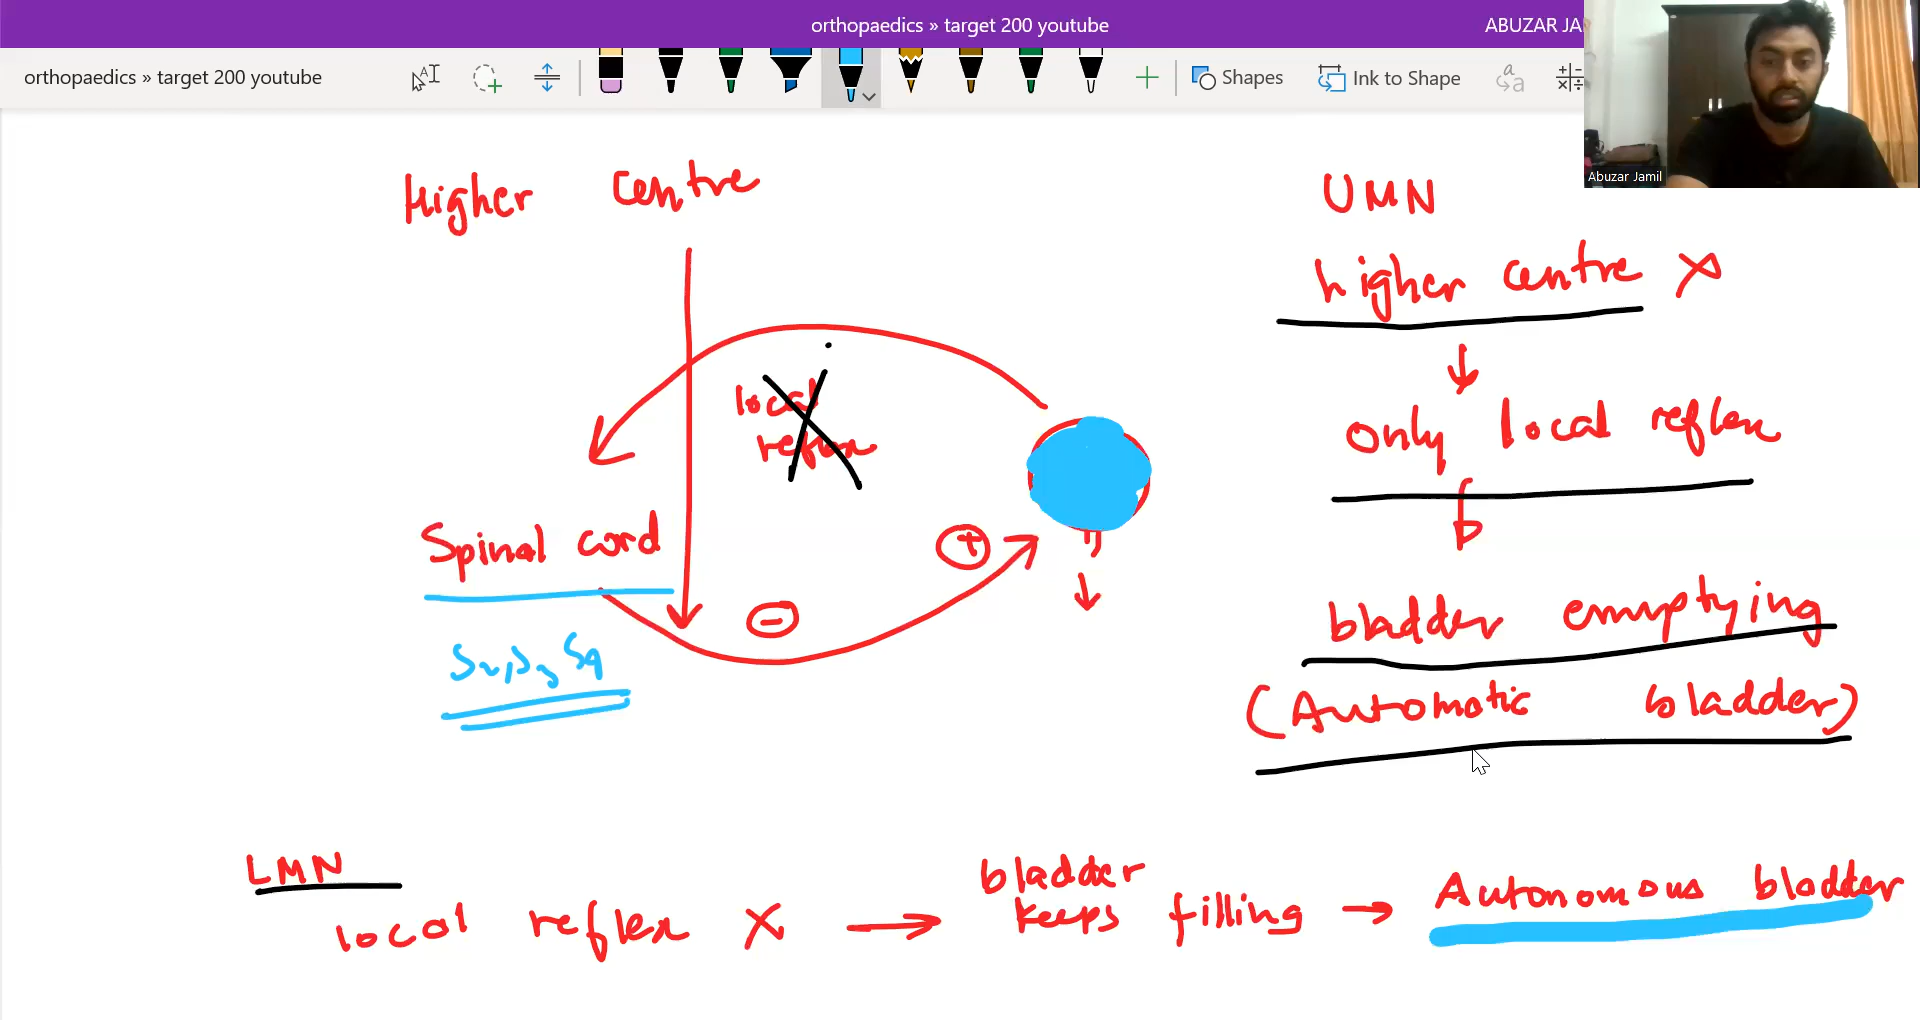 orthopaedics » target 200 youtube
ABUZAR JA
orthopaedics » target 200 youtube
Shapes
Ink to Shape
Abuzar Jamil
Higher centre
local
reflex
Spinal cord
S2, S3 S4
+
-
UMN
higher centre X
only local reflex
bladder emptying
(Automatic bladder)
LMN
local reflex X → bladder keeps filling → Autonomous bladder